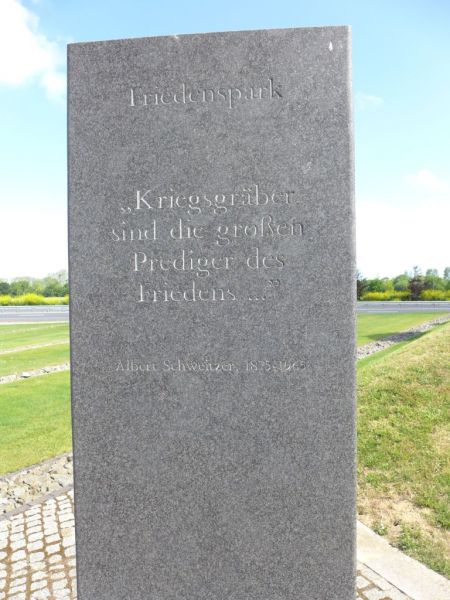 Friedenspark
„Kriegsgräber
sind die großen
Prediger des
Friedens ...”
Albert Schweitzer, 1875-1965